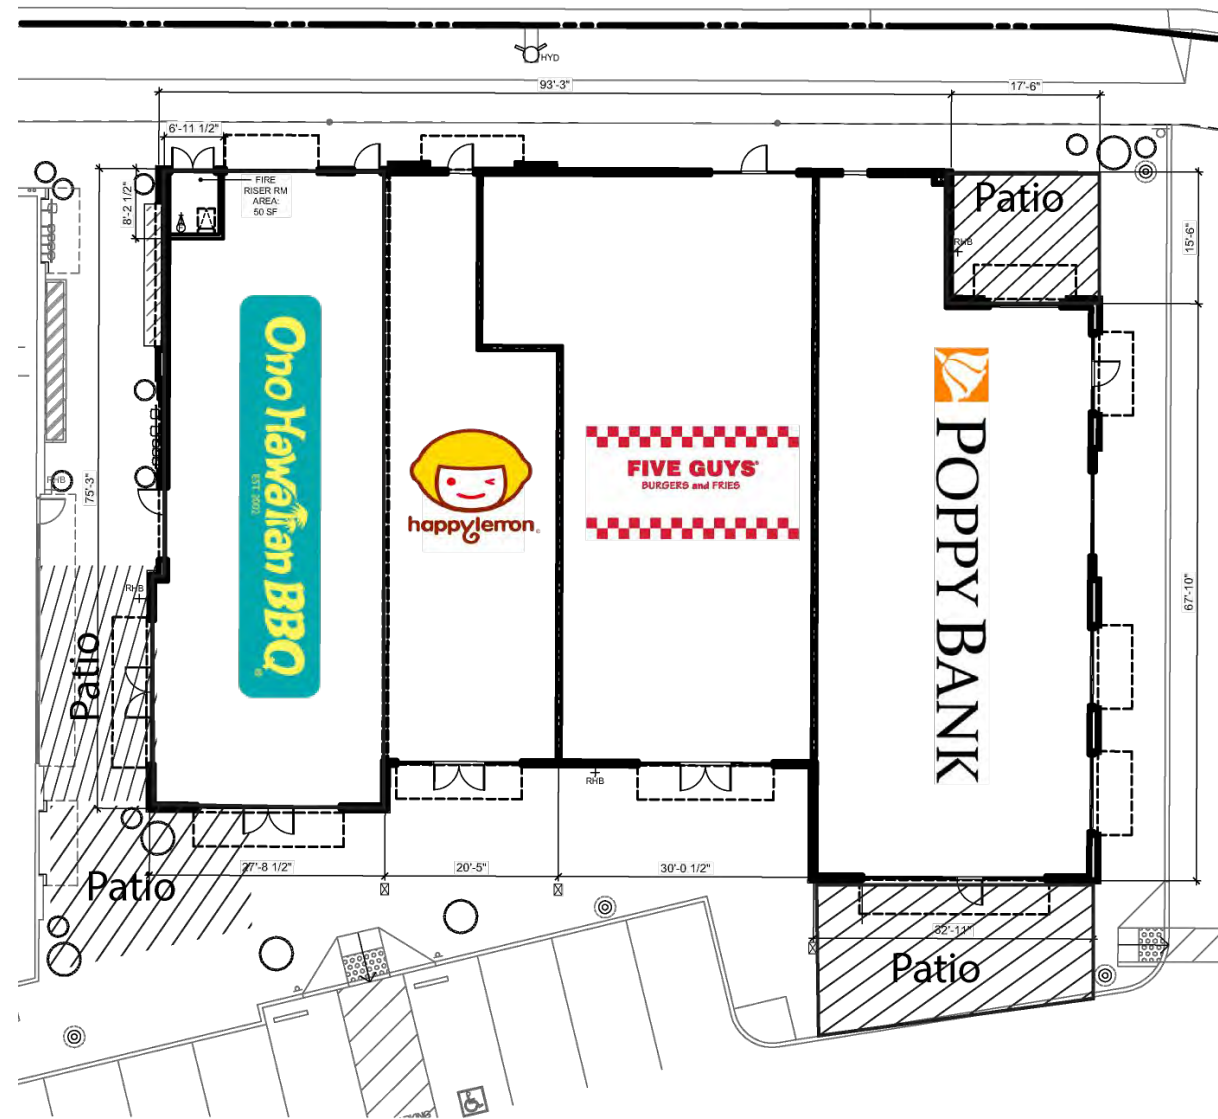 HYD
93'-3"
17'-6"
6'-11 1/2"
FIRE
RISER RM
AREA:
50 SF
8'-2 1/2"
Patio
RHB
15'-6"
Ono Hawaiian BBQ
EST. 2002
®
happylemon®
FIVE GUYS®
BURGERS and FRIES
POPPY BANK
RHB
75'-3"
RHB
67'-10"
Patio
RHB
Patio
27'-8 1/2"
20'-5"
30'-0 1/2"
32'-11"
Patio